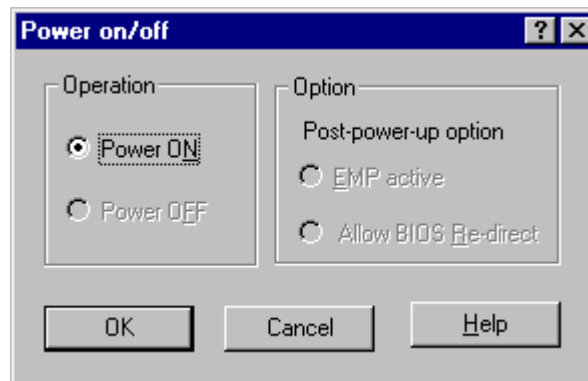 Power on/off
Operation
Power ON
Power OFF
Option
Post-power-up option
EMP active
Allow BIOS Re-direct
OK
Cancel
Help